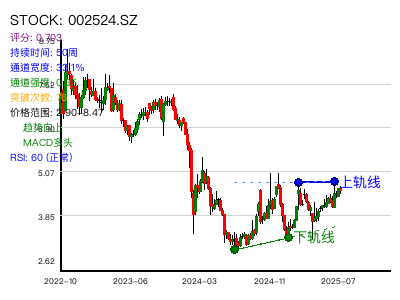 STOCK: 002524.SZ
评分: 0.703
持续时间: 50周
通道宽度: 33.1%
通道强度:
突破次数:
价格范围: 2.90-8.47
趋势向上
MACD多头
RSI: 60 (正常)
上轨线
下轨线
5.07
3.85
2.62
2022-10
2023-06
2024-03
2024-11
2025-07